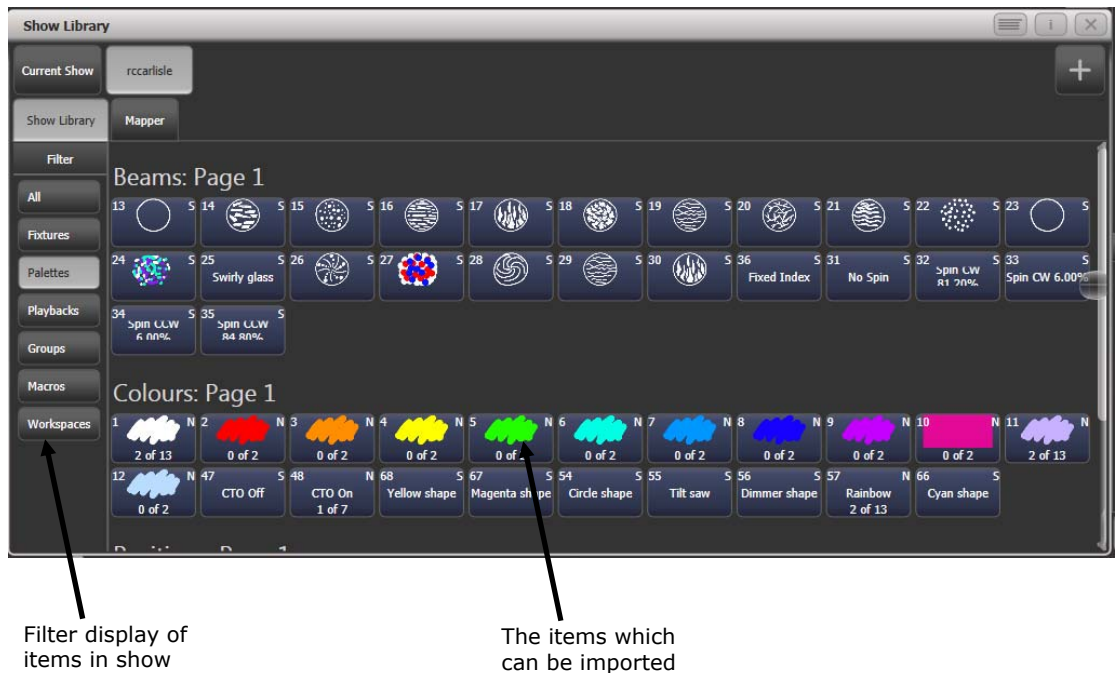 Show Library
i
Current Show
rccarlisle
Show Library
Mapper
Filter
All
Fixtures
Palettes
Playbacks
Groups
Macros
Workspaces
Beams: Page 1
13 S 14 S 15 S 16 S 17 S 18 S 19 S 20 S 21 S 22 S 23 S
24 S 25 S 26 S 27 S 28 S 29 S 30 S 36 S 31 S 32 S 33 S
Swirly glass
Fixed Index
No Spin
Spin CW
81.20%
Spin CW 6.00%
34 S 35 S
Spin CCW
6.00%
Spin CCW
84.80%
Colours: Page 1
1 N 2 N 3 N 4 N 5 N 6 N 7 N 8 N 9 N 10 N 11 N
2 of 13
0 of 2
0 of 2
0 of 2
0 of 2
0 of 2
0 of 2
0 of 2
0 of 2
2 of 13
12 N 47 S 48 N 68 S 67 S 54 S 55 S 56 S 57 N 66 S
0 of 2
CTO Off
CTO On
1 of 7
Yellow shape
Magenta shape
Circle shape
Tilt saw
Dimmer shape
Rainbow
2 of 13
Cyan shape
Filter display of
items in show
The items which
can be imported